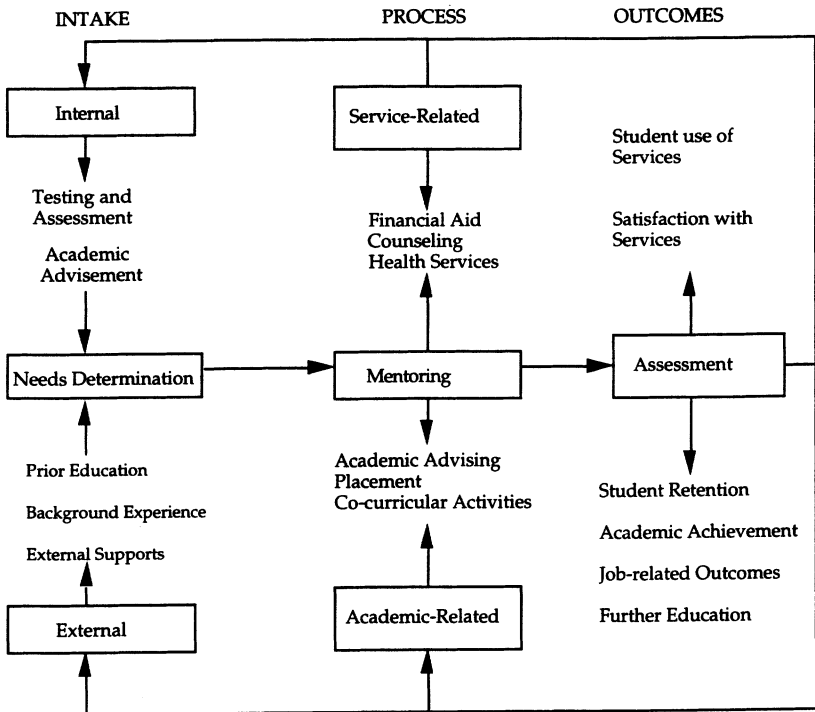 INTAKE
PROCESS
OUTCOMES
Internal
Service-Related
Student use of
Services
Testing and
Assessment
Financial Aid
Counseling
Health Services
Satisfaction with
Services
Academic
Advisement
Needs Determination
Mentoring
Assessment
Prior Education
Background Experience
External Supports
Academic Advising
Placement
Co-curricular Activities
Student Retention
Academic Achievement
Job-related Outcomes
Further Education
External
Academic-Related